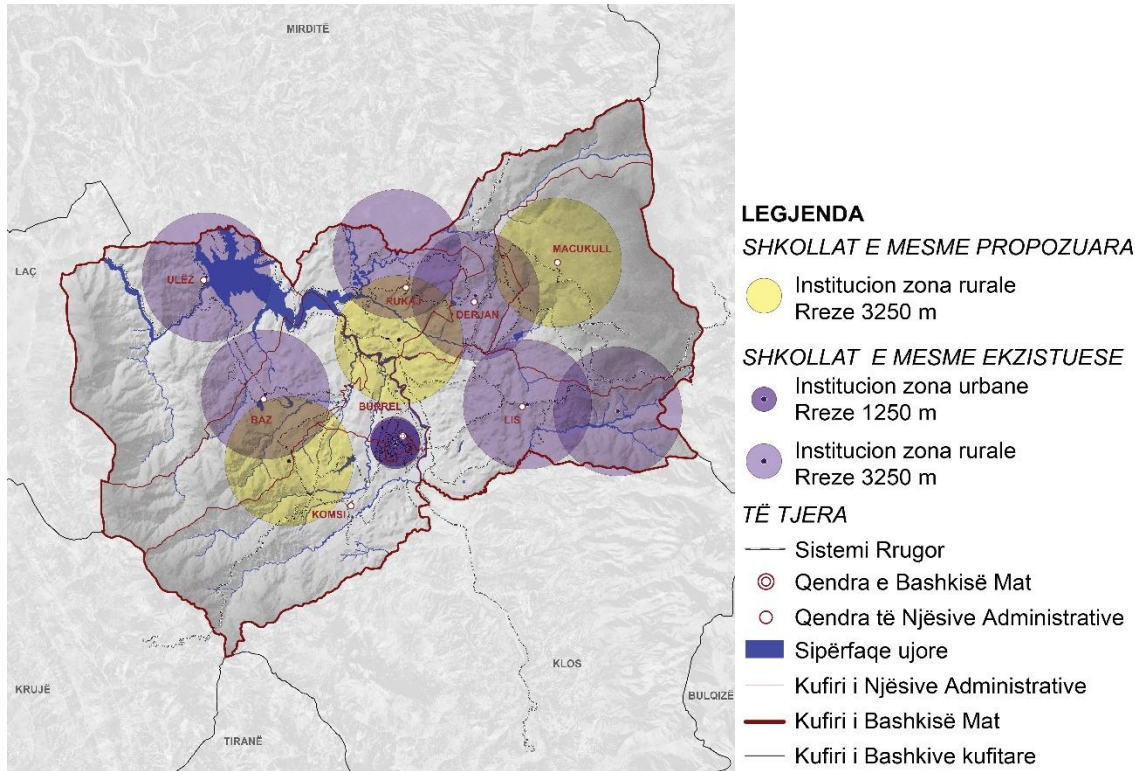 MIRDITË
MACUKULL
LAÇ
ULËZ
RUKAJ
DERJAN
BURREL
BAZ
LIS
KOMSI
KLOS
KRUJË
BULQIZË
TIRANË
LEGJENDA
SHKOLLAT E MESME PROPOZUARA
Institucion zona rurale
Rreze 3250 m
SHKOLLAT E MESME EKZISTUESE
Institucion zona urbane
Rreze 1250 m
Institucion zona rurale
Rreze 3250 m
TË TJERA
Sistemi Rrugor
Qendra e Bashkisë Mat
Qendra të Njësive Administrative
Sipërfaqe ujore
Kufiri i Njësive Administrative
Kufiri i Bashkisë Mat
Kufiri i Bashkive kufitare